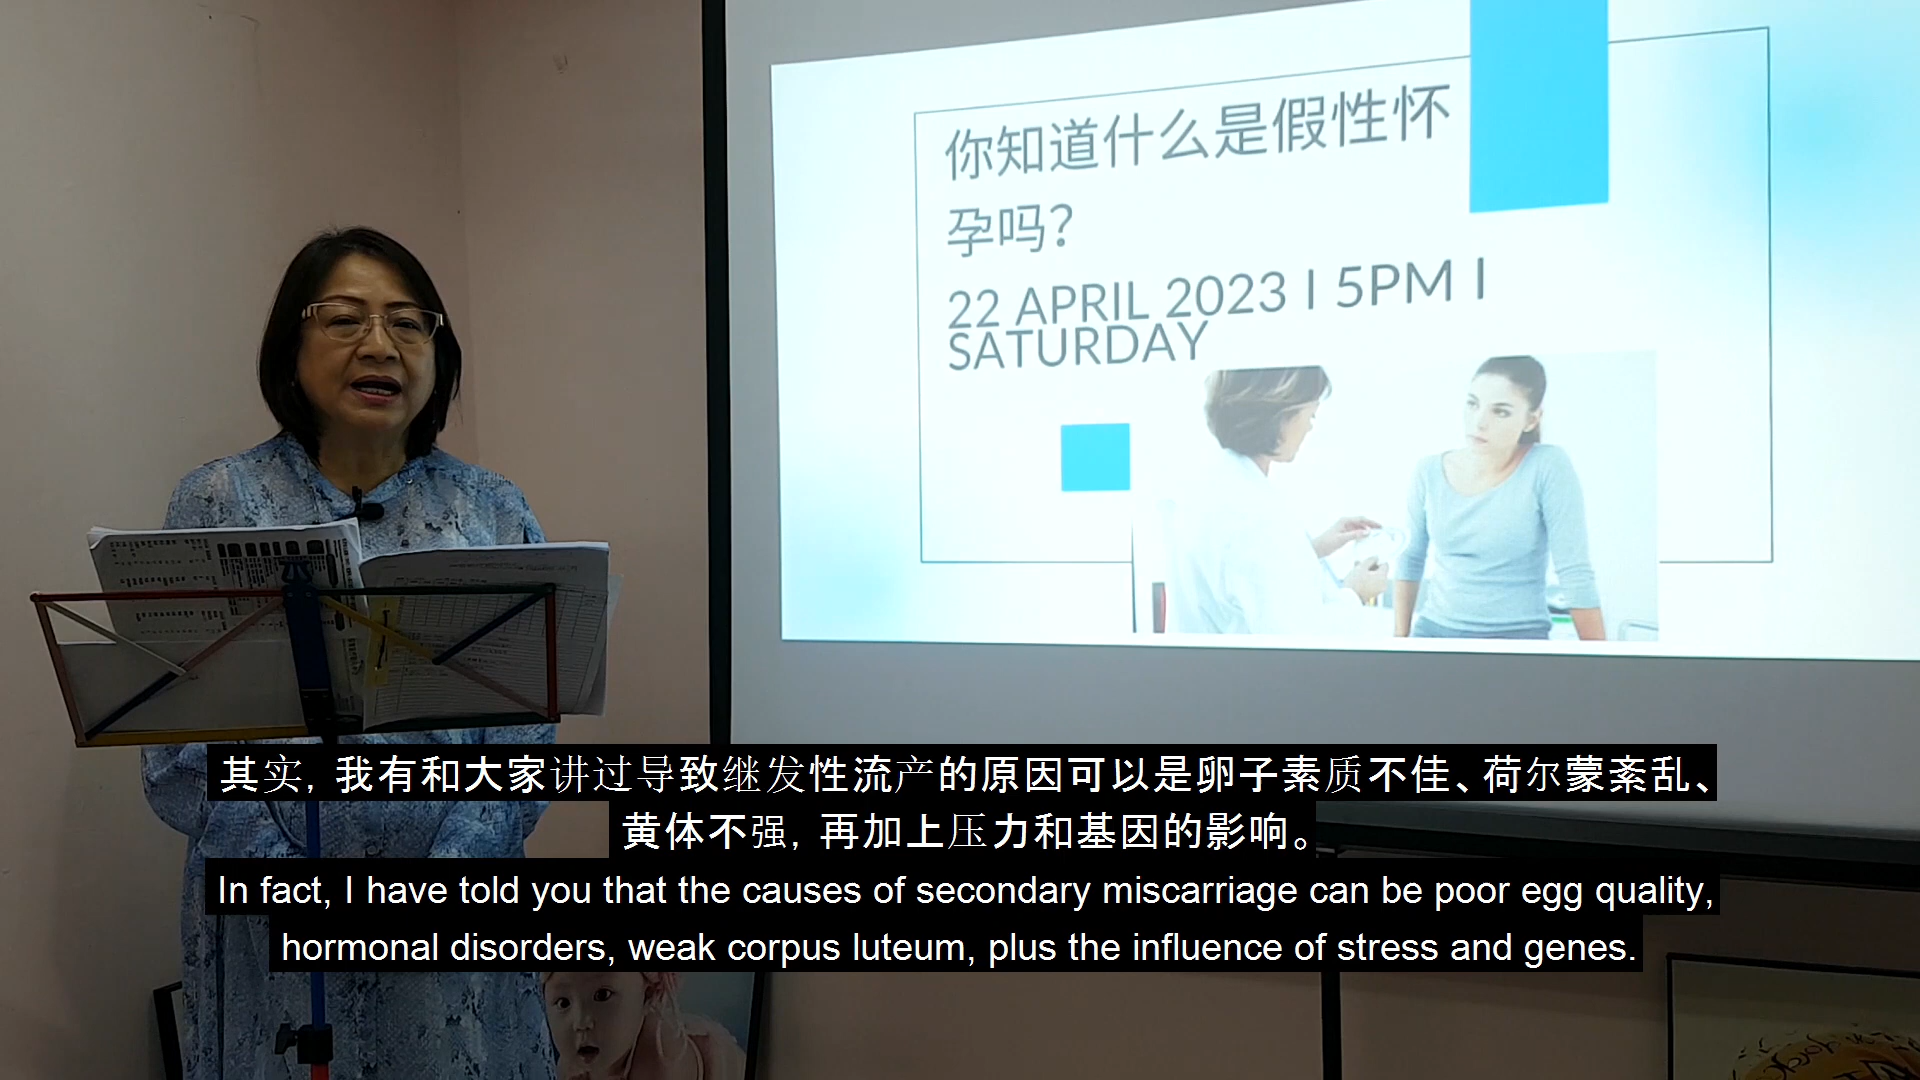 你知道什么是假性怀
孕吗?
22 APRIL 2023 I 5PM I
SATURDAY
其实，我有和大家讲过导致继发性流产的原因可以是卵子素质不佳、荷尔蒙紊乱、
黄体不强，再加上压力和基因的影响。
In fact, I have told you that the causes of secondary miscarriage can be poor egg quality,
hormonal disorders, weak corpus luteum, plus the influence of stress and genes.